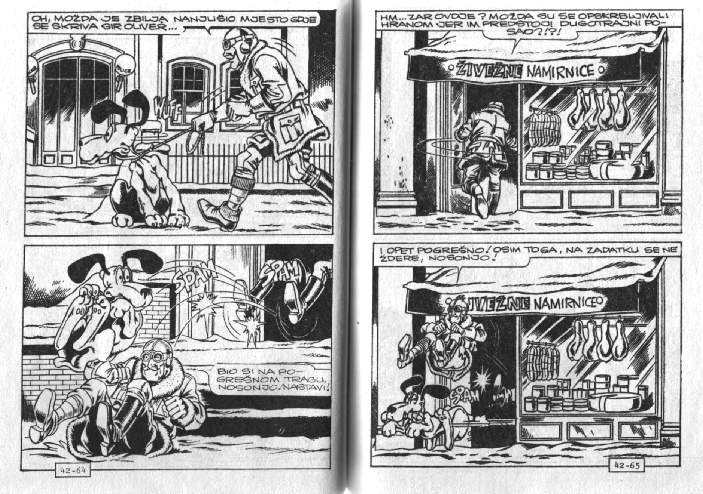 OH, MOŽDA JE ZBILJA NANJUŠIO MJESTO GDJE
SE SKRIVA SIR OLIVER...
BIO SI NA PO-
GREŠNOM TRAGU,
NOSONJO! NASTAVI!
SPAM
SPAM!
42-64
HM...ZAR OVDJE? MOŽDA SU SE OPSKRBLJIVALI
HRANOM JER IM PREDSTOJI DUGOTRAJNI PO-
SAO?!?!
ŽIVEŽNE NAMIRNICE
I OPET POGREŠNO! OSIM TOGA, NA ZADATKU SE NE
ŽDERE, NOSONJO!
ŽIVEŽNE NAMIRNICE
SPAM
42-65